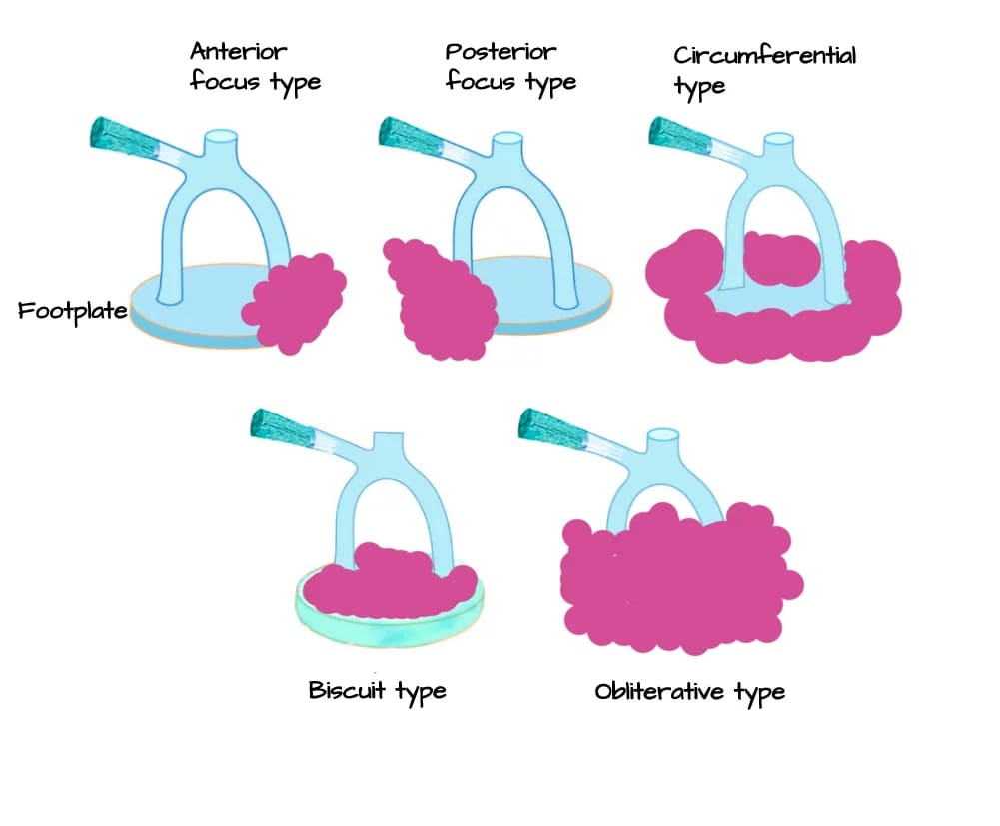 Anterior
focus type
Posterior
focus type
Circumferential
type
Footplate
Biscuit type
Obliterative type